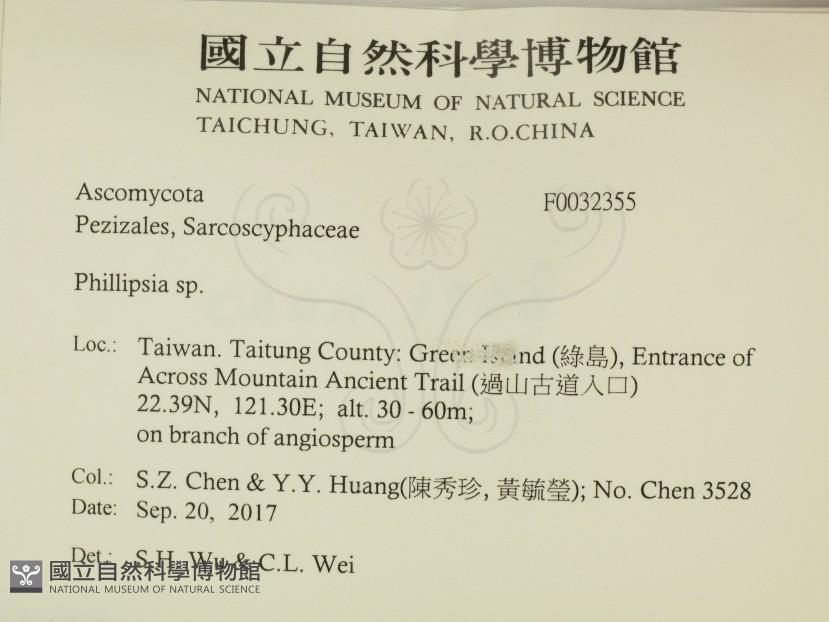 國立自然科學博物館
NATIONAL MUSEUM OF NATURAL SCIENCE
TAICHUNG, TAIWAN, R.O.CHINA
Ascomycota F0032355
Pezizales, Sarcoscyphaceae
Phillipsia sp.
Loc.: Taiwan. Taitung County: Green Island (綠島), Entrance of
Across Mountain Ancient Trail (過山古道入口)
22.39N, 121.30E; alt. 30 - 60m;
on branch of angiosperm
Col.: S.Z. Chen & Y.Y. Huang(陳秀珍, 黃毓瑩); No. Chen 3528
Date: Sep. 20, 2017
Det.: S.H. Wu & C.L. Wei
國立自然科學博物館
NATIONAL MUSEUM OF NATURAL SCIENCE